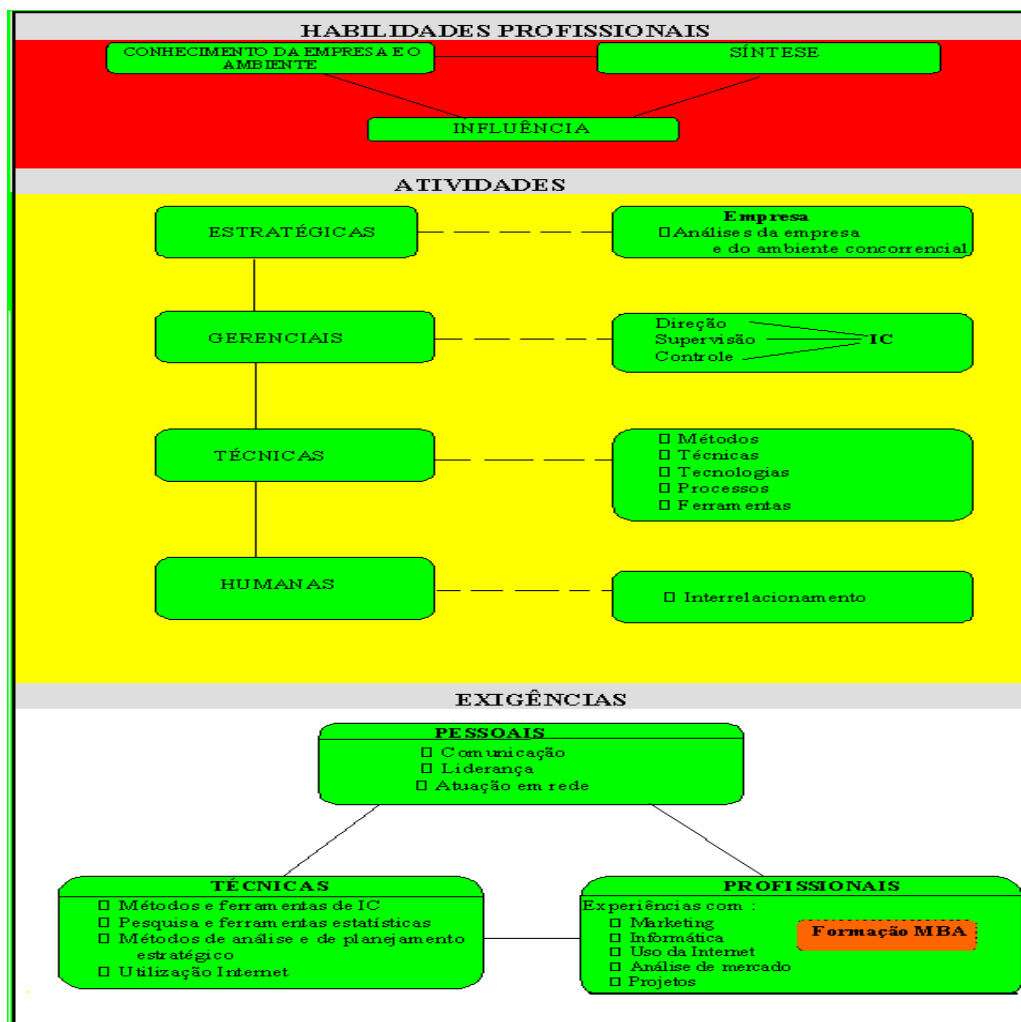 HABILIDADES PROFISSIONAIS
CONHECIMENTO DA EMPRESA E O
AMBIENTE
SÍNTESE
INFLUÊNCIA
ATIVIDADES
ESTRATÉGICAS
Empresa
Análises da empresa
e do ambiente concorrencial
GERENCIAIS
Direção
Supervisão
IC
Controle
TÉCNICAS
Métodos
Técnicas
Tecnologias
Processos
Ferramentas
HUMANAS
Interrelacionamento
EXIGÊNCIAS
PESSOAIS
Comunicação
Liderança
Atuação em rede
TÉCNICAS
Métodos e ferramentas de IC
Pesquisa e ferramentas estatísticas
Métodos de análise e de planejamento
estratégico
Utilização Internet
PROFISSIONAIS
Experiências com :
Marketing
Informática
Uso da Internet
Análise de mercado
Projetos
Formação MBA